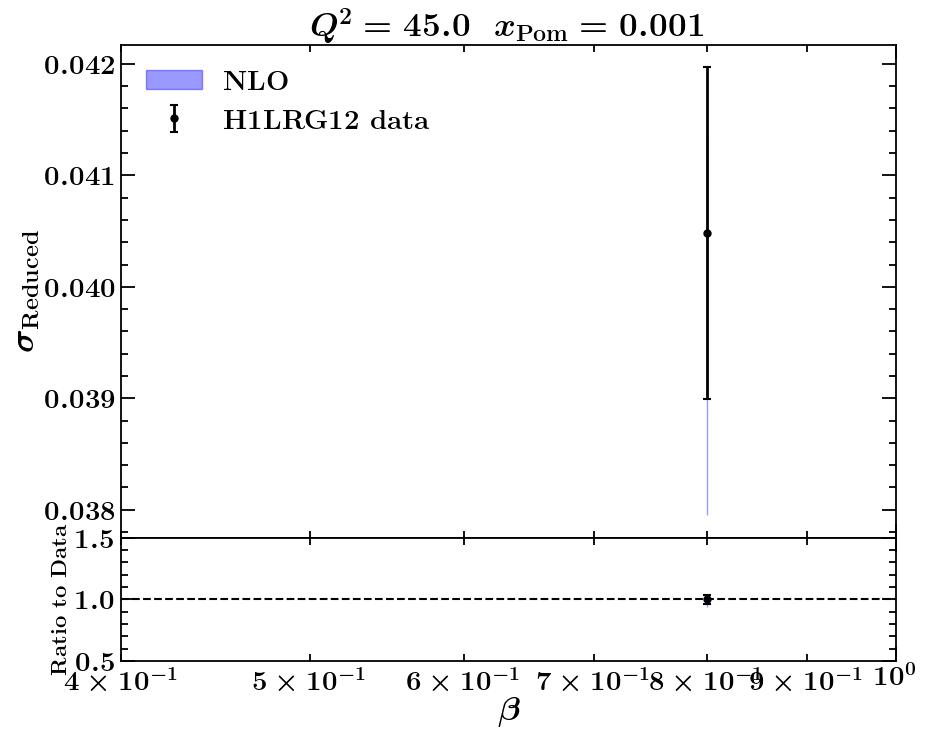 Q² = 45.0 x_Pom = 0.001
NLO
H1LRG12 data
0.042
0.041
0.040
0.039
0.038
σ_Reduced
1.5
1.0
0.5
Ratio to Data
4 × 10⁻¹ 5 × 10⁻¹ 6 × 10⁻¹ 7 × 10⁻¹ 8 × 10⁻¹ 9 × 10⁻¹ 10⁰
β